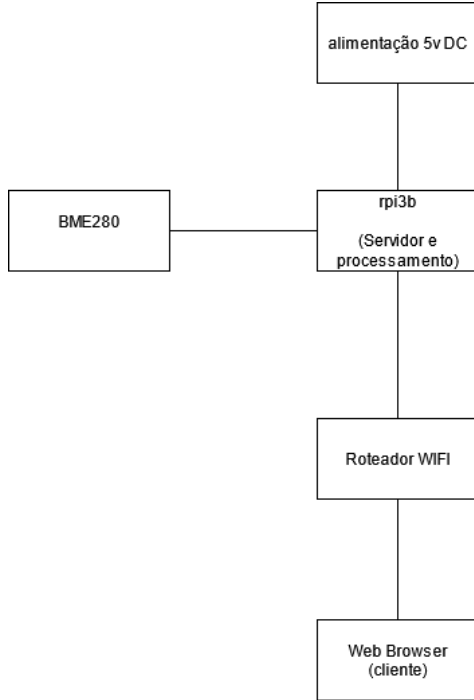 alimentação 5v DC
BME280
rpi3b
(Servidor e
processamento)
Roteador WIFI
Web Browser
(cliente)